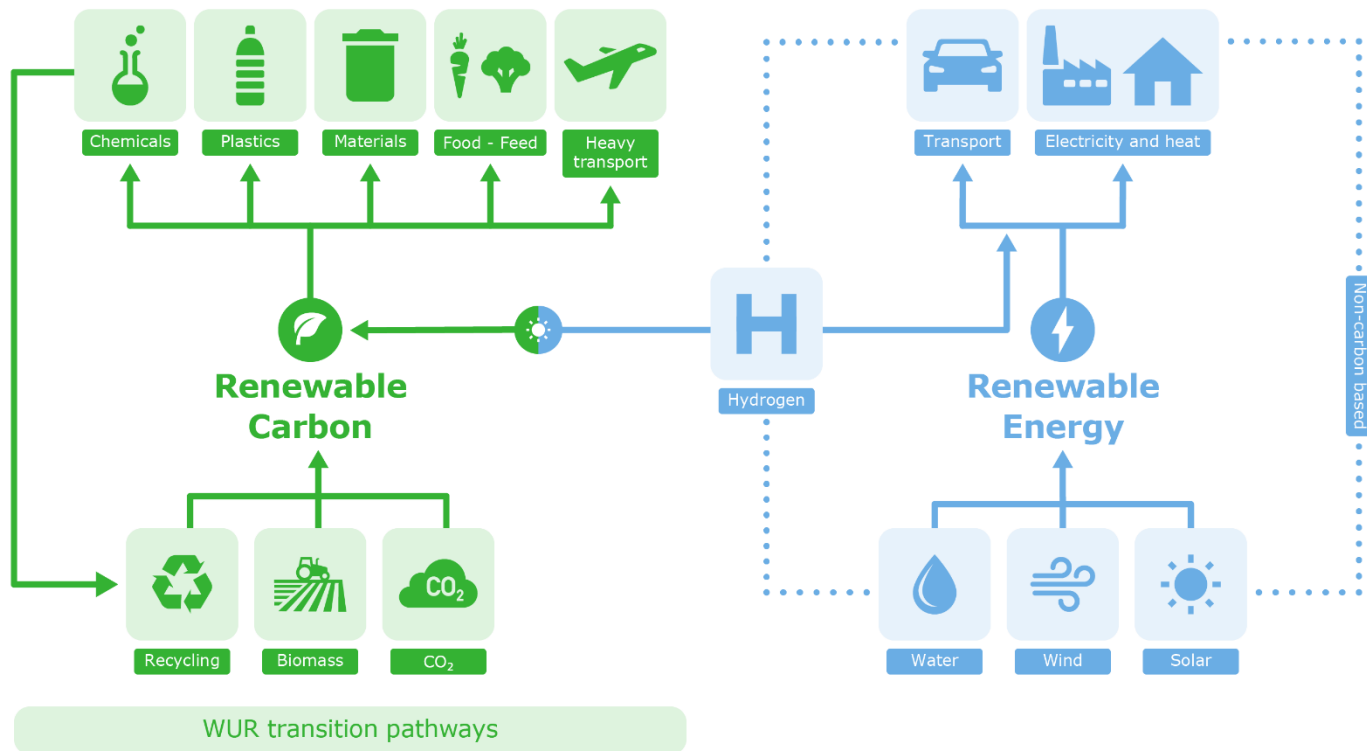 Chemicals
Plastics
Materials
Food - Feed
Heavy
transport
Transport
Electricity and heat
H
Hydrogen
Non-carbon based
Renewable
Carbon
Renewable
Energy
CO₂
Recycling
Biomass
CO₂
Water
Wind
Solar
WUR transition pathways